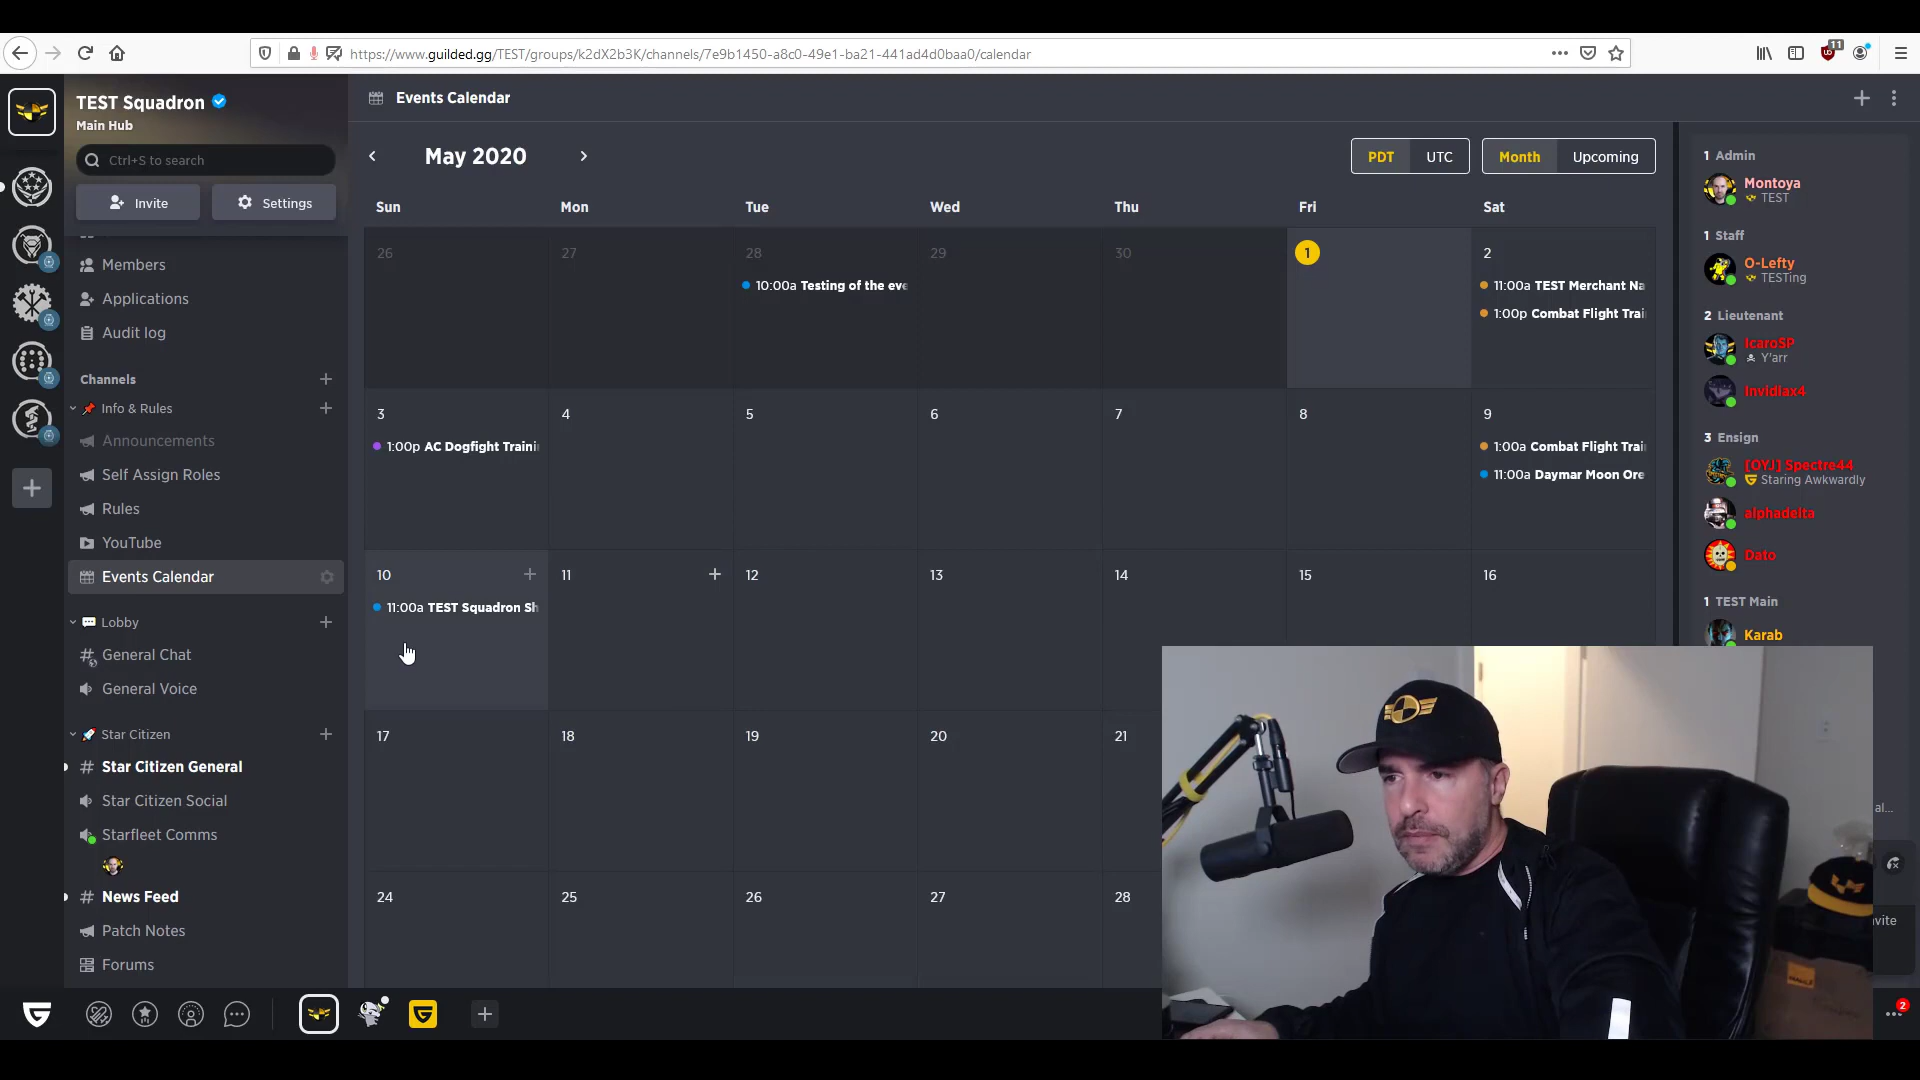 https://www.guilded.gg/TEST/groups/k2dX2b3K/channels/7e9b1450-a8c0-49e1-ba21-441ad4d0baa0/calendar
11
TEST Squadron
Main Hub
Ctrl+S to search
Invite
Settings
Members
Applications
Audit log
Channels
Info & Rules
Announcements
Self Assign Roles
Rules
YouTube
Events Calendar
Lobby
General Chat
General Voice
Star Citizen
Star Citizen General
Star Citizen Social
Starfleet Comms
News Feed
Patch Notes
Forums
Events Calendar
May 2020
PDT UTC
Month Upcoming
Sun Mon Tue Wed Thu Fri Sat
26 27 28 29 30 1 2
10:00a Testing of the eve
11:00a TEST Merchant Na
1:00p Combat Flight Trai
3 4 5 6 7 8 9
1:00p AC Dogfight Traini
1:00a Combat Flight Trai
11:00a Daymar Moon Ore
10 11 12 13 14 15 16
11:00a TEST Squadron Sh
17 18 19 20 21
24 25 26 27 28
1 Admin
Montoya
TEST
1 Staff
O-Lefty
TESTing
2 Lieutenant
IcaroSP
Y'arr
Invidiax4
3 Ensign
[OYJ] Spectre44
Staring Awkwardly
alphadelta
Dato
1 TEST Main
Karab
al...
vite
2